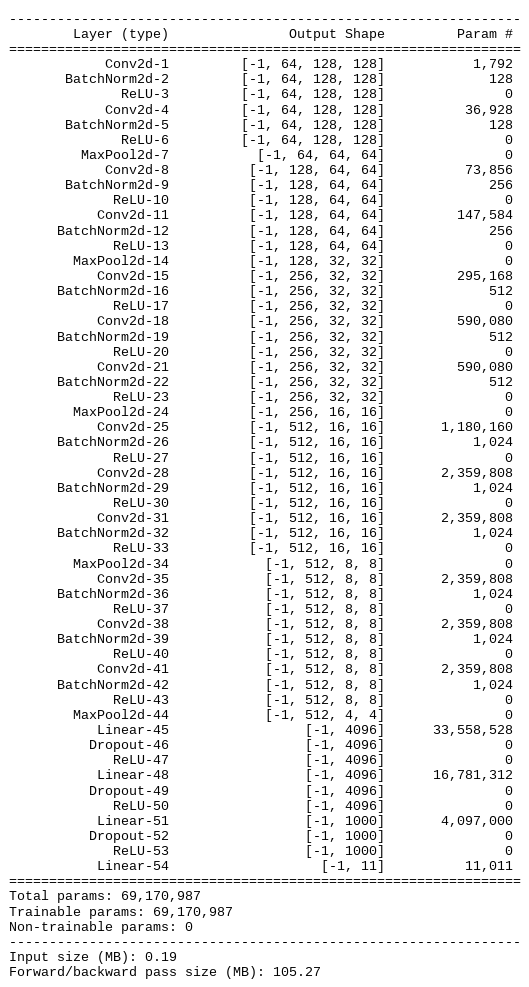 ----------------------------------------------------------------
Layer (type) Output Shape Param #
================================================================
Conv2d-1 [-1, 64, 128, 128] 1,792
BatchNorm2d-2 [-1, 64, 128, 128] 128
ReLU-3 [-1, 64, 128, 128] 0
Conv2d-4 [-1, 64, 128, 128] 36,928
BatchNorm2d-5 [-1, 64, 128, 128] 128
ReLU-6 [-1, 64, 128, 128] 0
MaxPool2d-7 [-1, 64, 64, 64] 0
Conv2d-8 [-1, 128, 64, 64] 73,856
BatchNorm2d-9 [-1, 128, 64, 64] 256
ReLU-10 [-1, 128, 64, 64] 0
Conv2d-11 [-1, 128, 64, 64] 147,584
BatchNorm2d-12 [-1, 128, 64, 64] 256
ReLU-13 [-1, 128, 64, 64] 0
MaxPool2d-14 [-1, 128, 32, 32] 0
Conv2d-15 [-1, 256, 32, 32] 295,168
BatchNorm2d-16 [-1, 256, 32, 32] 512
ReLU-17 [-1, 256, 32, 32] 0
Conv2d-18 [-1, 256, 32, 32] 590,080
BatchNorm2d-19 [-1, 256, 32, 32] 512
ReLU-20 [-1, 256, 32, 32] 0
Conv2d-21 [-1, 256, 32, 32] 590,080
BatchNorm2d-22 [-1, 256, 32, 32] 512
ReLU-23 [-1, 256, 32, 32] 0
MaxPool2d-24 [-1, 256, 16, 16] 0
Conv2d-25 [-1, 512, 16, 16] 1,180,160
BatchNorm2d-26 [-1, 512, 16, 16] 1,024
ReLU-27 [-1, 512, 16, 16] 0
Conv2d-28 [-1, 512, 16, 16] 2,359,808
BatchNorm2d-29 [-1, 512, 16, 16] 1,024
ReLU-30 [-1, 512, 16, 16] 0
Conv2d-31 [-1, 512, 16, 16] 2,359,808
BatchNorm2d-32 [-1, 512, 16, 16] 1,024
ReLU-33 [-1, 512, 16, 16] 0
MaxPool2d-34 [-1, 512, 8, 8] 0
Conv2d-35 [-1, 512, 8, 8] 2,359,808
BatchNorm2d-36 [-1, 512, 8, 8] 1,024
ReLU-37 [-1, 512, 8, 8] 0
Conv2d-38 [-1, 512, 8, 8] 2,359,808
BatchNorm2d-39 [-1, 512, 8, 8] 1,024
ReLU-40 [-1, 512, 8, 8] 0
Conv2d-41 [-1, 512, 8, 8] 2,359,808
BatchNorm2d-42 [-1, 512, 8, 8] 1,024
ReLU-43 [-1, 512, 8, 8] 0
MaxPool2d-44 [-1, 512, 4, 4] 0
Linear-45 [-1, 4096] 33,558,528
Dropout-46 [-1, 4096] 0
ReLU-47 [-1, 4096] 0
Linear-48 [-1, 4096] 16,781,312
Dropout-49 [-1, 4096] 0
ReLU-50 [-1, 4096] 0
Linear-51 [-1, 1000] 4,097,000
Dropout-52 [-1, 1000] 0
ReLU-53 [-1, 1000] 0
Linear-54 [-1, 11] 11,011
================================================================
Total params: 69,170,987
Trainable params: 69,170,987
Non-trainable params: 0
----------------------------------------------------------------
Input size (MB): 0.19
Forward/backward pass size (MB): 105.27